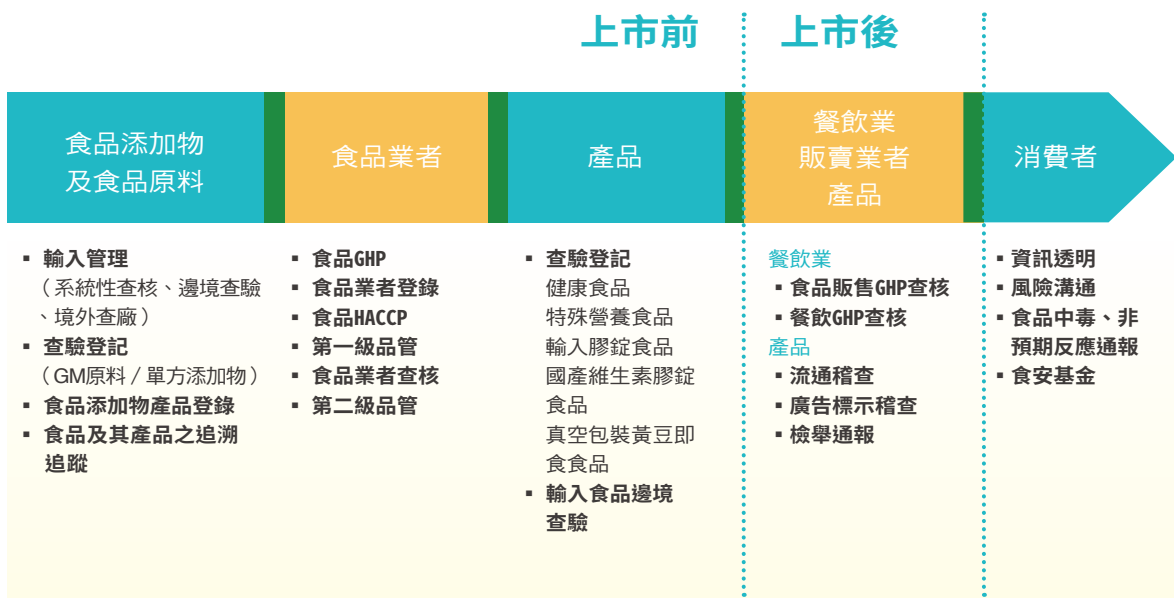 上市前
上市後
食品添加物
及食品原料
食品業者
產品
餐飲業
販賣業者
產品
消費者
▪ 輸入管理
（系統性查核、邊境查驗
、境外查廠）
▪ 查驗登記
（GM原料／單方添加物）
▪ 食品添加物產品登錄
▪ 食品及其產品之追溯
追蹤
▪ 食品GHP
▪ 食品業者登錄
▪ 食品HACCP
▪ 第一級品管
▪ 食品業者查核
▪ 第二級品管
▪ 查驗登記
健康食品
特殊營養食品
輸入膠錠食品
國產維生素膠錠
食品
真空包裝黃豆即
食食品
▪ 輸入食品邊境
查驗
餐飲業
▪ 食品販售GHP查核
▪ 餐飲GHP查核
產品
▪ 流通稽查
▪ 廣告標示稽查
▪ 檢舉通報
▪ 資訊透明
▪ 風險溝通
▪ 食品中毒、非
預期反應通報
▪ 食安基金